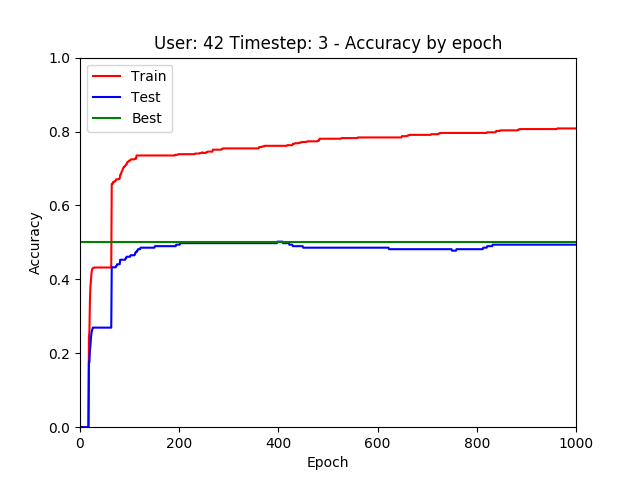 User: 42 Timestep: 3 - Accuracy by epoch
1.0
0.8
0.6
0.4
0.2
0.0
Accuracy
Train
Test
Best
0 200 400 600 800 1000
Epoch